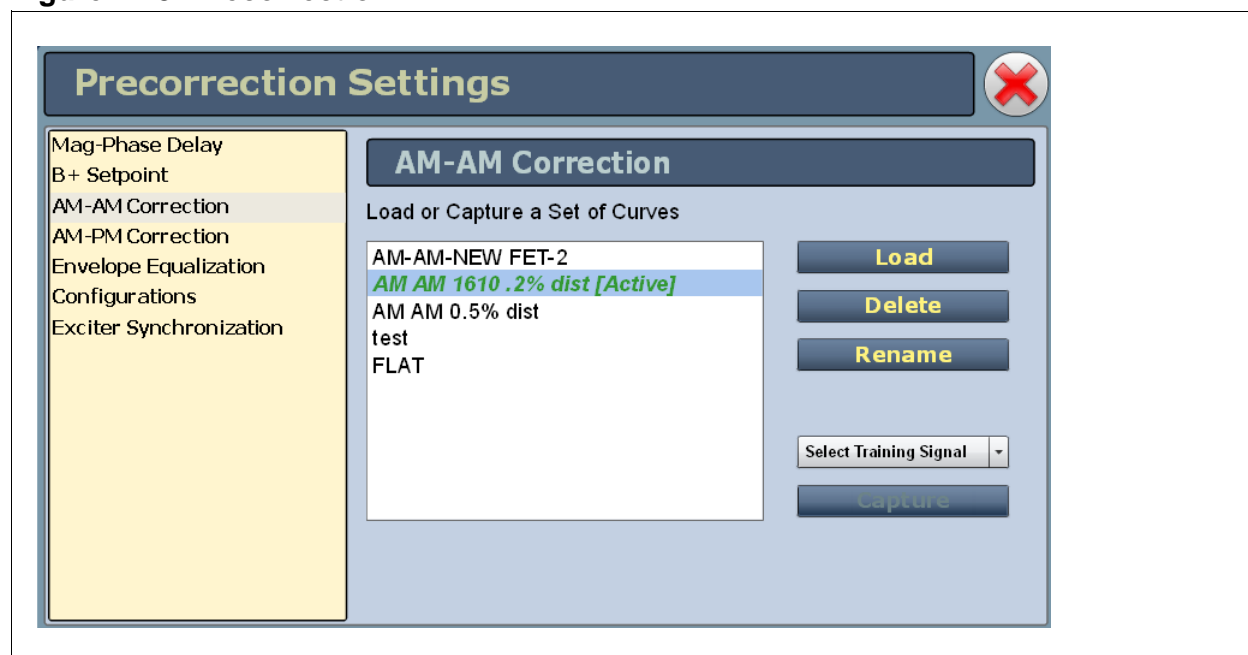 Precorrection Settings
Mag-Phase Delay
B+ Setpoint
AM-AM Correction
AM-PM Correction
Envelope Equalization
Configurations
Exciter Synchronization
AM-AM Correction
Load or Capture a Set of Curves
AM-AM-NEW FET-2
AM AM 1610 .2% dist [Active]
AM AM 0.5% dist
test
FLAT
Load
Delete
Rename
Select Training Signal
Capture